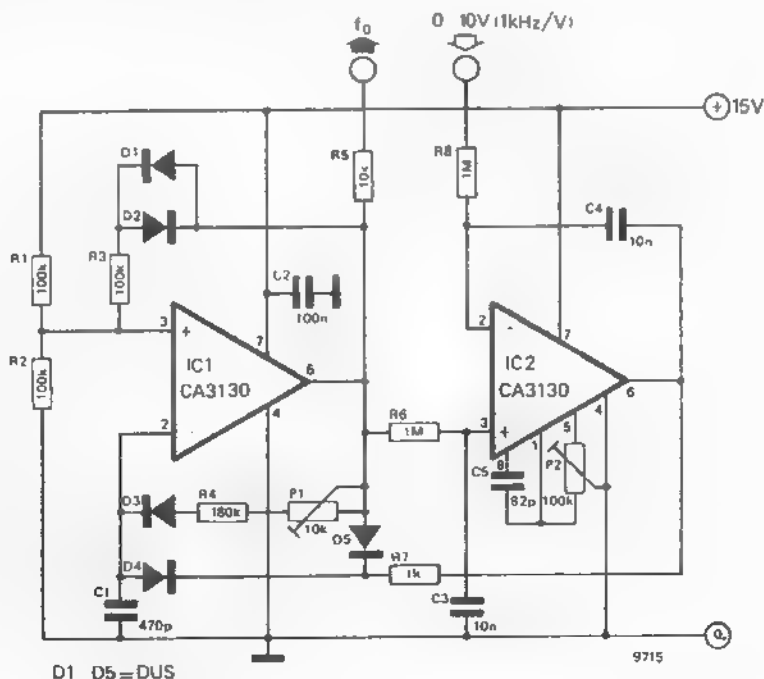 f0
0 10V (1kHz/V)
+ 15V
D1
D2
R5
10k
R8
1M
C4
10n
R1
100k
R3
100k
C2
100n
3
+
7
IC1
CA3130
6
4
2
R2
100k
2
-
7
IC2
CA3130
6
4
3
+
8
1
5
R6
1M
C5
82p
P2
100k
D3
R4
180k
P1
10k
D4
D5
R7
1k
C1
470p
C3
10n
9715
D1 D5=DUS